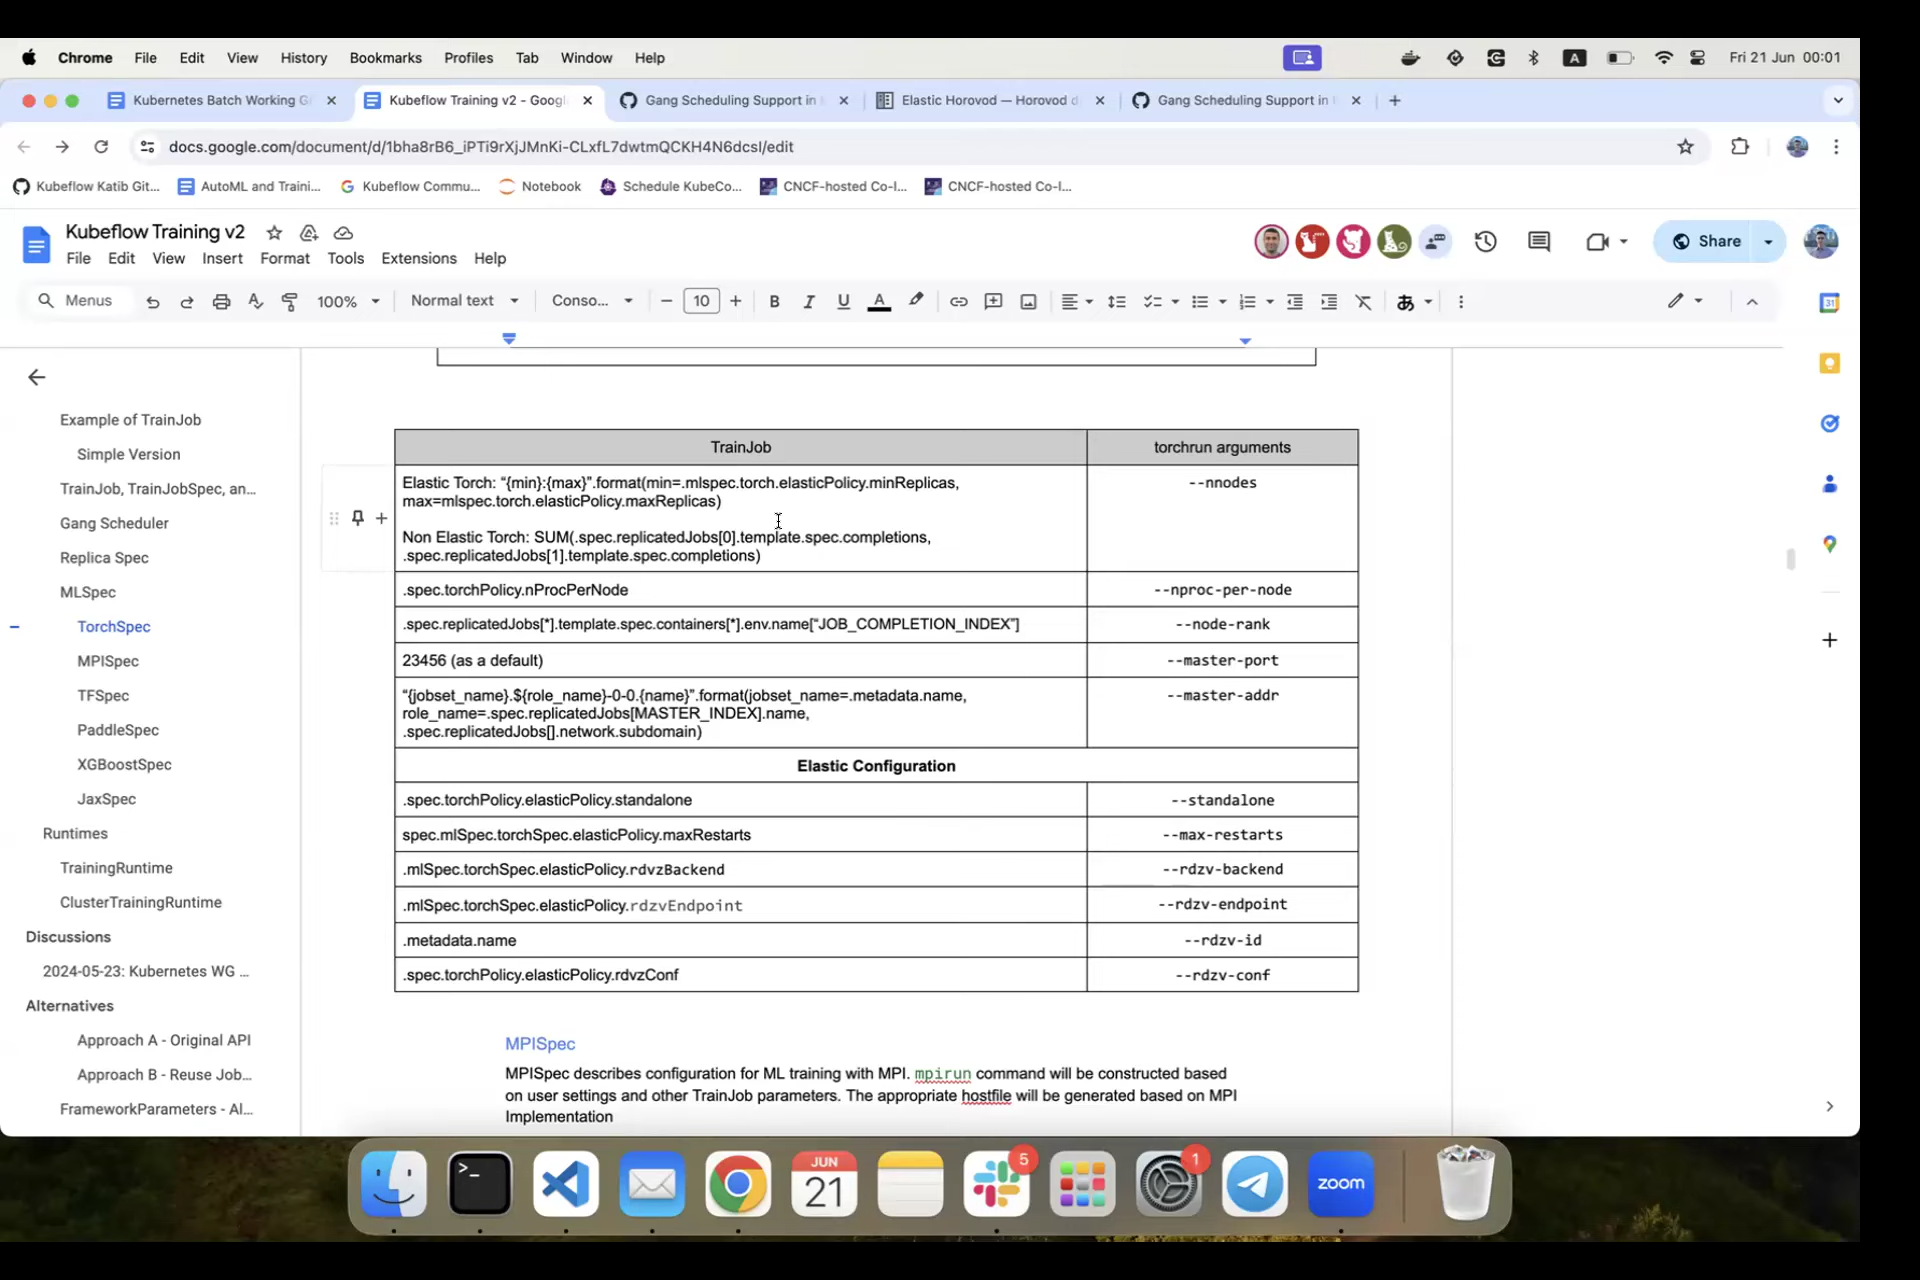 Chrome File Edit View History Bookmarks Profiles Tab Window Help
A Fri 21 Jun 00:01
Kubernetes Batch Working G
Kubeflow Training v2 - Googl
Gang Scheduling Support in
Elastic Horovod — Horovod d
Gang Scheduling Support in
docs.google.com/document/d/1bha8rB6_iPTi9rXjJMnKi-CLxfL7dwtmQCKH4N6dcsI/edit
Kubeflow Katib Git... AutoML and Traini... Kubeflow Commu... Notebook Schedule KubeCo... CNCF-hosted Co-l... CNCF-hosted Co-l...
Kubeflow Training v2
File Edit View Insert Format Tools Extensions Help
Share
Menus 100% Normal text Conso... 10 B I U A あ
31
Example of TrainJob
Simple Version
TrainJob, TrainJobSpec, an...
Gang Scheduler
Replica Spec
MLSpec
TorchSpec
MPISpec
TFSpec
PaddleSpec
XGBoostSpec
JaxSpec
Runtimes
TrainingRuntime
ClusterTrainingRuntime
Discussions
2024-05-23: Kubernetes WG ...
Alternatives
Approach A - Original API
Approach B - Reuse Job...
FrameworkParameters - Al...
TrainJob torchrun arguments
Elastic Torch: “{min}:{max}”.format(min=.mlspec.torch.elasticPolicy.minReplicas,
max=mlspec.torch.elasticPolicy.maxReplicas)
Non Elastic Torch: SUM(.spec.replicatedJobs[0].template.spec.completions,
.spec.replicatedJobs[1].template.spec.completions)
--nnodes
.spec.torchPolicy.nProcPerNode --nproc-per-node
.spec.replicatedJobs[*].template.spec.containers[*].env.name[“JOB_COMPLETION_INDEX”] --node-rank
23456 (as a default) --master-port
“{jobset_name}.${role_name}-0-0.{name}”.format(jobset_name=.metadata.name,
role_name=.spec.replicatedJobs[MASTER_INDEX].name,
.spec.replicatedJobs[].network.subdomain)
--master-addr
Elastic Configuration
.spec.torchPolicy.elasticPolicy.standalone --standalone
spec.mlSpec.torchSpec.elasticPolicy.maxRestarts --max-restarts
.mlSpec.torchSpec.elasticPolicy.rdvzBackend --rdzv-backend
.mlSpec.torchSpec.elasticPolicy.rdzvEndpoint --rdzv-endpoint
.metadata.name --rdzv-id
.spec.torchPolicy.elasticPolicy.rdvzConf --rdzv-conf
MPISpec
MPISpec describes configuration for ML training with MPI. mpirun command will be constructed based
on user settings and other TrainJob parameters. The appropriate hostfile will be generated based on MPI
Implementation
JUN
21
5
1
zoom